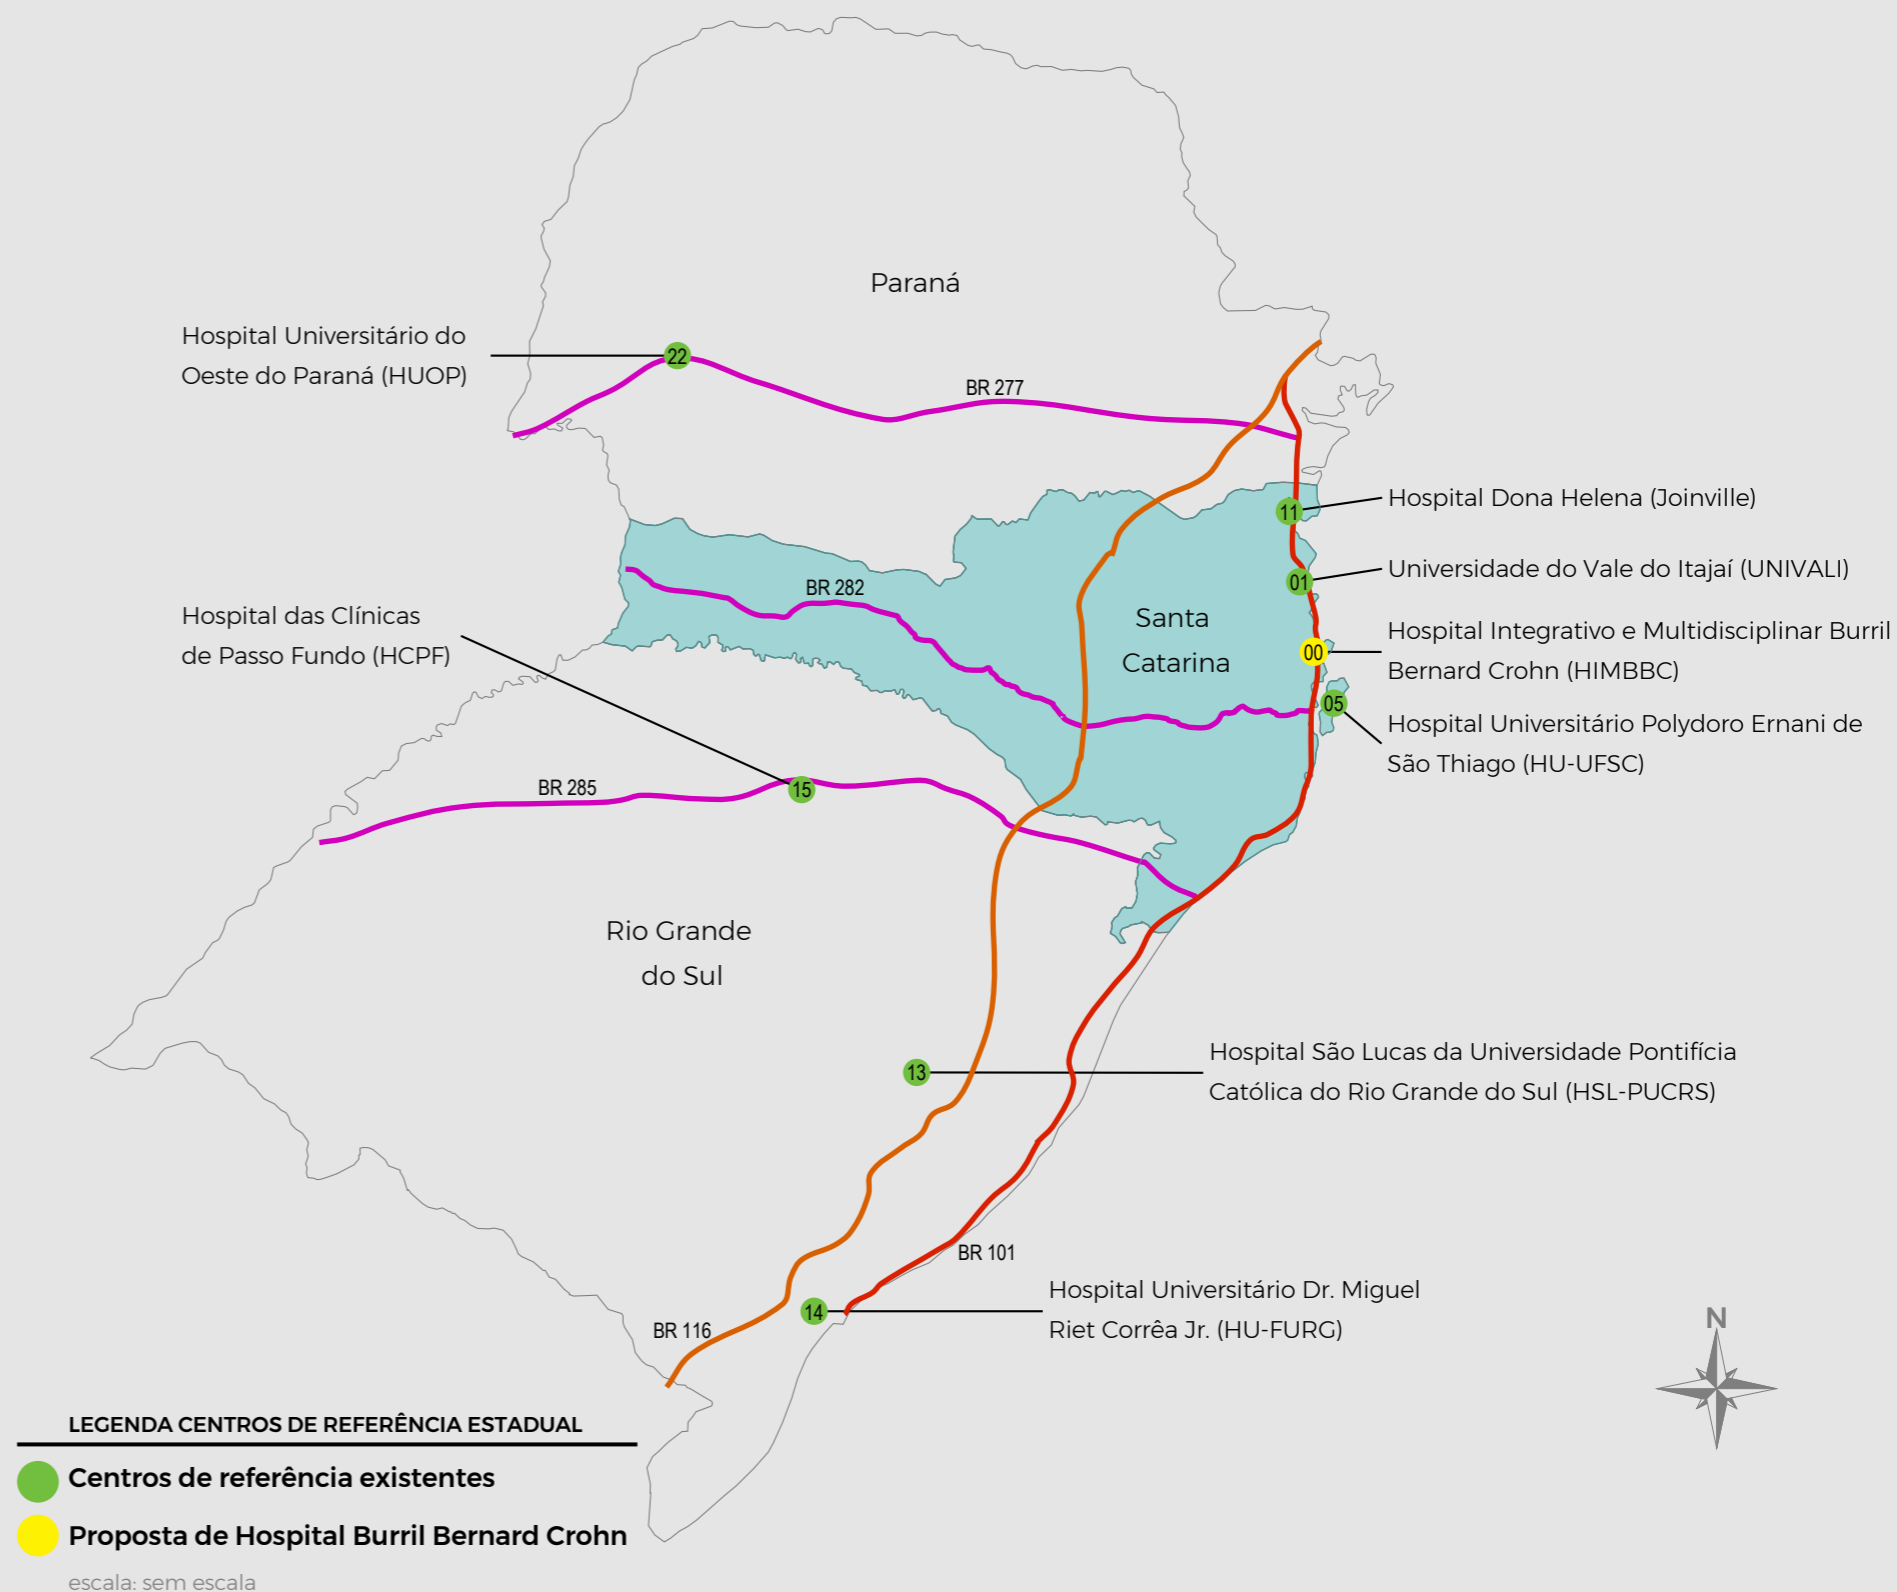 Paraná
Hospital Universitário do
Oeste do Paraná (HUOP)
22
BR 277
11
Hospital Dona Helena (Joinville)
01
Universidade do Vale do Itajaí (UNIVALI)
BR 282
Santa
Catarina
00
Hospital Integrativo e Multidisciplinar Burril
Bernard Crohn (HIMBBC)
05
Hospital Universitário Polydoro Ernani de
São Thiago (HU-UFSC)
Hospital das Clínicas
de Passo Fundo (HCPF)
BR 285
15
Rio Grande
do Sul
13
Hospital São Lucas da Universidade Pontifícia
Católica do Rio Grande do Sul (HSL-PUCRS)
BR 101
14
Hospital Universitário Dr. Miguel
Riet Corrêa Jr. (HU-FURG)
BR 116
N
LEGENDA CENTROS DE REFERÊNCIA ESTADUAL
Centros de referência existentes
Proposta de Hospital Burril Bernard Crohn
escala: sem escala